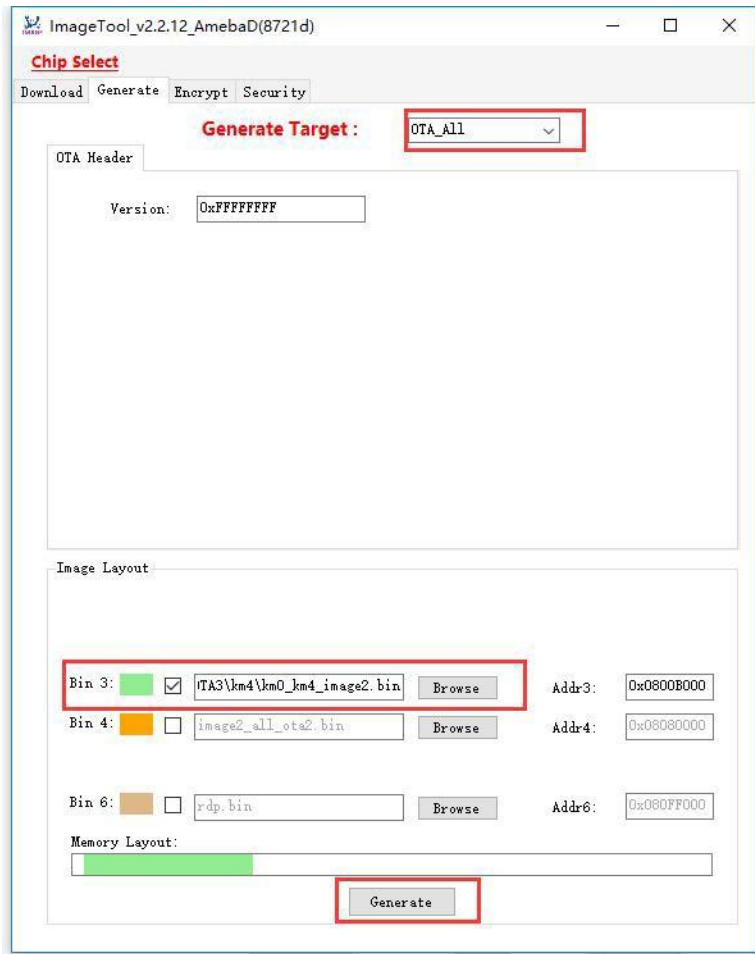 ImageTool_v2.2.12_AmebaD(8721d)
Chip Select
Download Generate Encrypt Security
Generate Target : OTA_All
OTA Header
Version: 0xFFFFFFFF
Image Layout
Bin 3: TA3\km4\km0_km4_image2.bin Browse Addr3: 0x0800B000
Bin 4: image2_all_ota2.bin Browse Addr4: 0x08080000
Bin 6: rdp.bin Browse Addr6: 0x080FF000
Memory Layout:
Generate